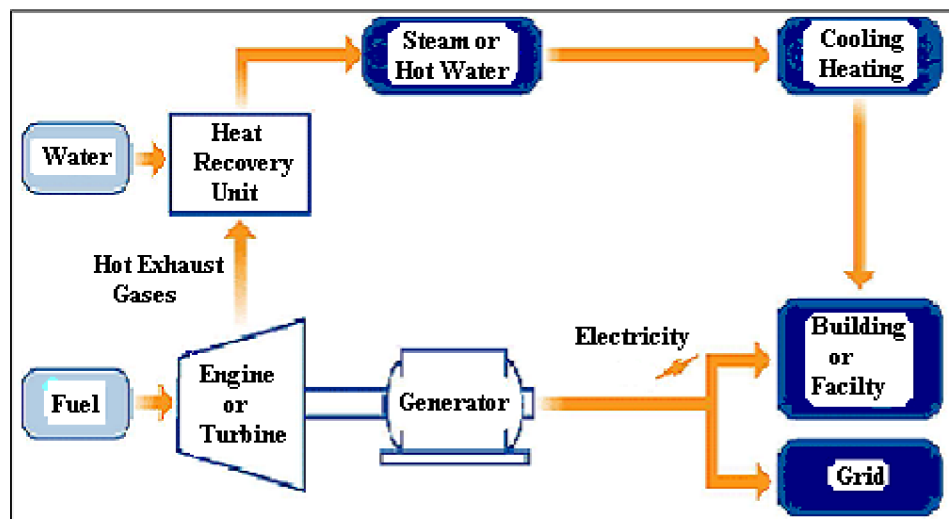 Steam or
Hot Water
Cooling
Heating
Water
Heat
Recovery
Unit
Hot Exhaust
Gases
Electricity
Building
or
Facilty
Fuel
Engine
or
Turbine
Generator
Grid